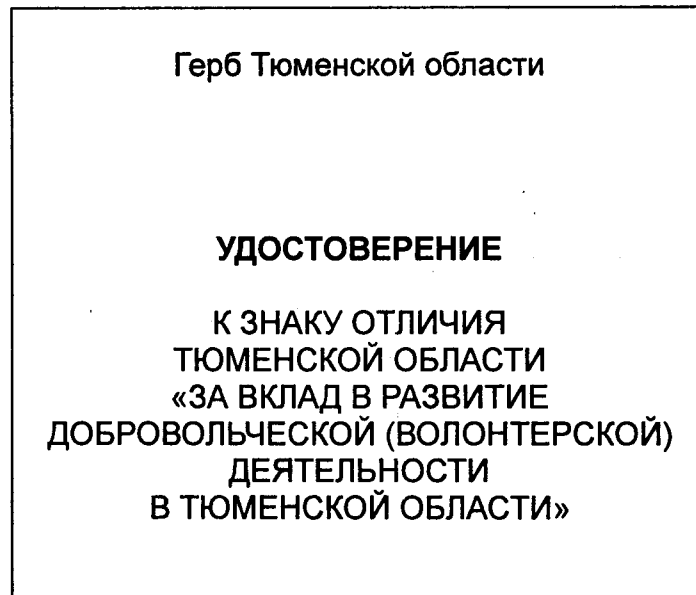 Герб Тюменской области
УДОСТОВЕРЕНИЕ
К ЗНАКУ ОТЛИЧИЯ
ТЮМЕНСКОЙ ОБЛАСТИ
«ЗА ВКЛАД В РАЗВИТИЕ
ДОБРОВОЛЬЧЕСКОЙ (ВОЛОНТЕРСКОЙ)
ДЕЯТЕЛЬНОСТИ
В ТЮМЕНСКОЙ ОБЛАСТИ»